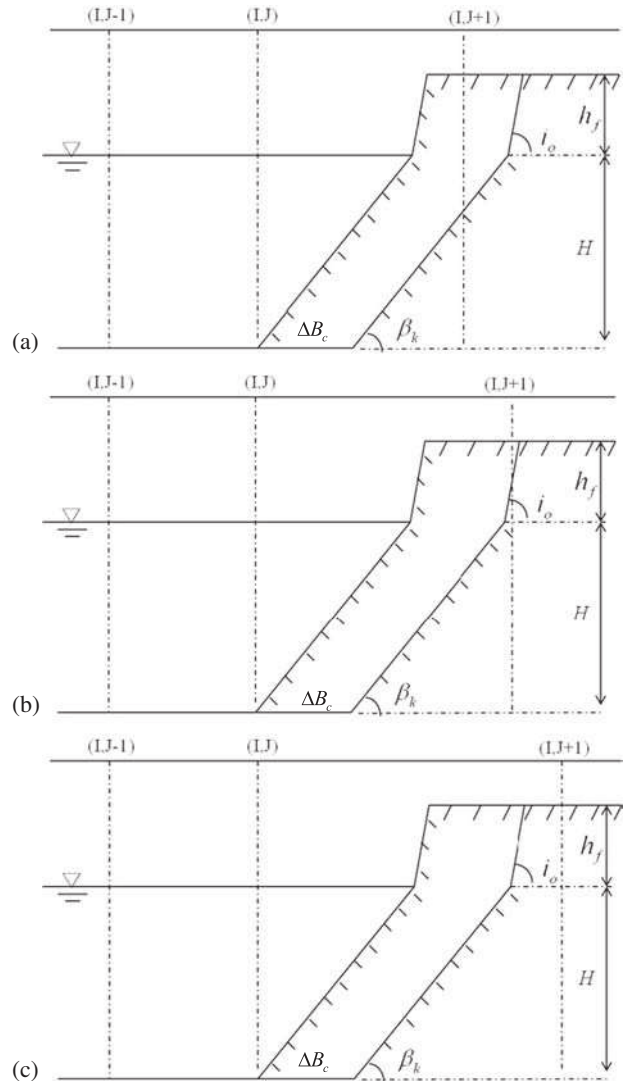 (I,J-1) (I,J) (I,J+1)
h_f
i_o
H
(a) ΔB_c β_k
(I,J-1) (I,J) (I,J+1)
h_f
i_o
H
(b) ΔB_c β_k
(I,J-1) (I,J) (I,J+1)
h_f
i_o
H
(c) ΔB_c β_k